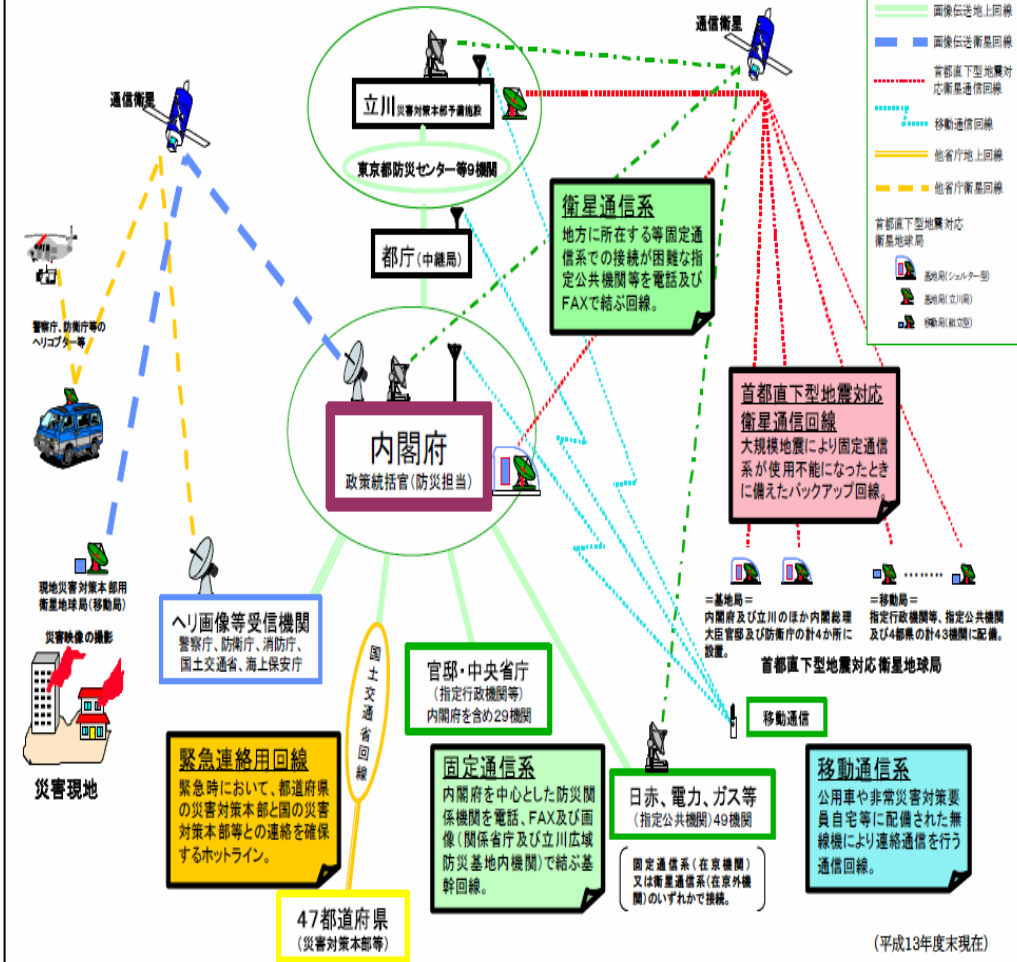 通信衛星
画像伝送地上回線
画像伝送衛星回線
首都直下型地震対
応衛星通信回線
移動通信回線
他省庁地上回線
他省庁衛星回線
首都直下型地震対応
衛星地球局
基地局(シェルター型)
基地局(立川局)
移動局(組立型)
通信衛星
立川災害対策本部予備施設
東京都防災センター等9機関
都庁(中継局)
衛星通信系
地方に所在する等固定通
信系での接続が困難な指
定公共機関等を電話及び
FAXで結ぶ回線。
警察庁、防衛庁等の
ヘリコプター等
内閣府
政策統括官(防災担当)
首都直下型地震対応
衛星通信回線
大規模地震により固定通信
系が使用不能になったとき
に備えたバックアップ回線。
現地災害対策本部用
衛星地球局(移動局)
災害映像の撮影
災害現地
ヘリ画像等受信機関
警察庁、防衛庁、消防庁、
国土交通省、海上保安庁
=基地局=
内閣府及び立川のほか内閣総理
大臣官邸及び防衛庁の計4か所に
設置。
=移動局=
指定行政機関等、指定公共機関
及び4都県の計43機関に配備。
首都直下型地震対応衛星地球局
国土交通省回線
官邸・中央省庁
(指定行政機関等)
内閣府を含め29機関
移動通信
緊急連絡用回線
緊急時において、都道府県
の災害対策本部と国の災害
対策本部等との連絡を確保
するホットライン。
固定通信系
内閣府を中心とした防災関
係機関を電話、FAX及び画
像(関係省庁及び立川広域
防災基地内機関)で結ぶ基
幹回線。
日赤、電力、ガス等
(指定公共機関)49機関
固定通信系(在京機関)
又は衛星通信系(在京外機
関)のいずれかで接続。
移動通信系
公用車や非常災害対策要
員自宅等に配備された無
線機により連絡通信を行う
通信回線。
47都道府県
(災害対策本部等)
(平成13年度末現在)